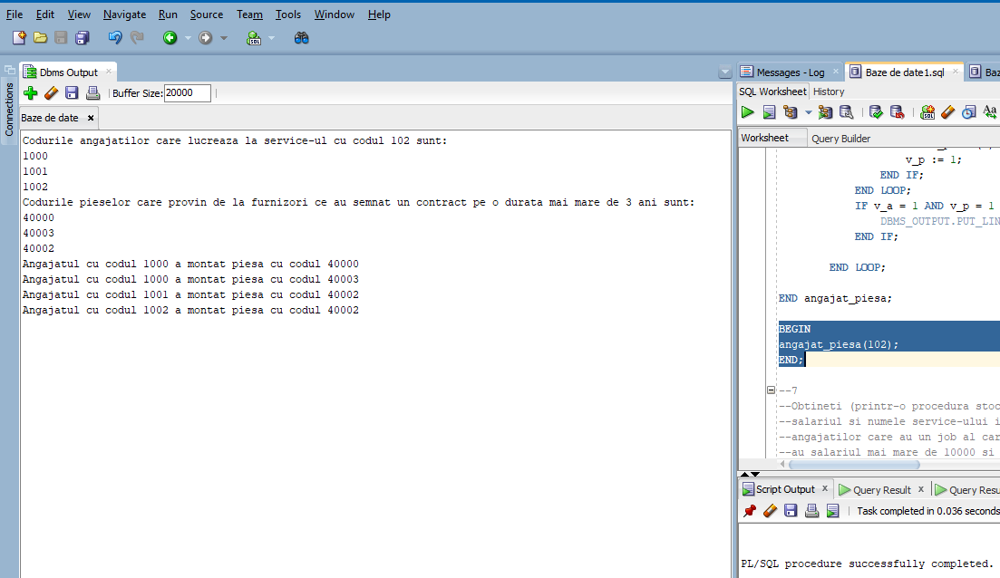 File Edit View Navigate Run Source Team Tools Window Help
Connections
Dbms Output
Buffer Size: 20000
Baze de date
Codurile angajatilor care lucreaza la service-ul cu codul 102 sunt:
1000
1001
1002
Codurile pieselor care provin de la furnizori ce au semnat un contract pe o durata mai mare de 3 ani sunt:
40000
40003
40002
Angajatul cu codul 1000 a montat piesa cu codul 40000
Angajatul cu codul 1000 a montat piesa cu codul 40003
Angajatul cu codul 1001 a montat piesa cu codul 40002
Angajatul cu codul 1002 a montat piesa cu codul 40002
Messages - Log Baze de date1.sql Baz
SQL Worksheet History
Aa
Worksheet Query Builder
v_p := 1;
END IF;
END LOOP;
IF v_a = 1 AND v_p = 1
DBMS_OUTPUT.PUT_LIN
END IF;
END LOOP;
END angajat_piesa;
BEGIN
angajat_piesa(102);
END;
--7
--Obtineti (printr-o procedura stoc
--salariul si numele service-ului i
--angajatilor care au un job al car
--au salariul mai mare de 10000 si
Script Output Query Result Query Resu
Task completed in 0.036 seconds
PL/SQL procedure successfully completed.